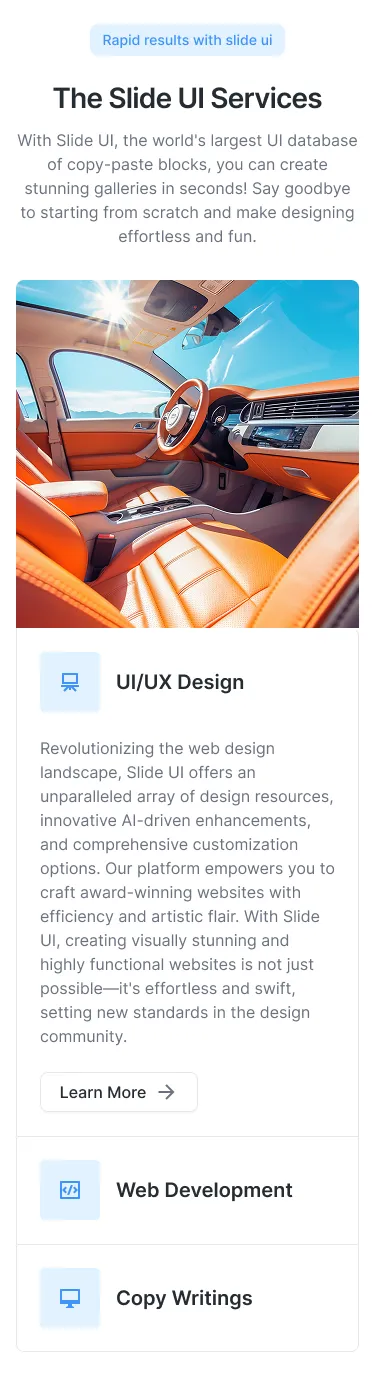 Rapid results with slide ui
The Slide UI Services
With Slide UI, the world's largest UI database
of copy-paste blocks, you can create
stunning galleries in seconds! Say goodbye
to starting from scratch and make designing
effortless and fun.
UI/UX Design
Revolutionizing the web design
landscape, Slide UI offers an
unparalleled array of design resources,
innovative AI-driven enhancements,
and comprehensive customization
options. Our platform empowers you to
craft award-winning websites with
efficiency and artistic flair. With Slide
UI, creating visually stunning and
highly functional websites is not just
possible—it's effortless and swift,
setting new standards in the design
community.
Learn More
Web Development
Copy Writings